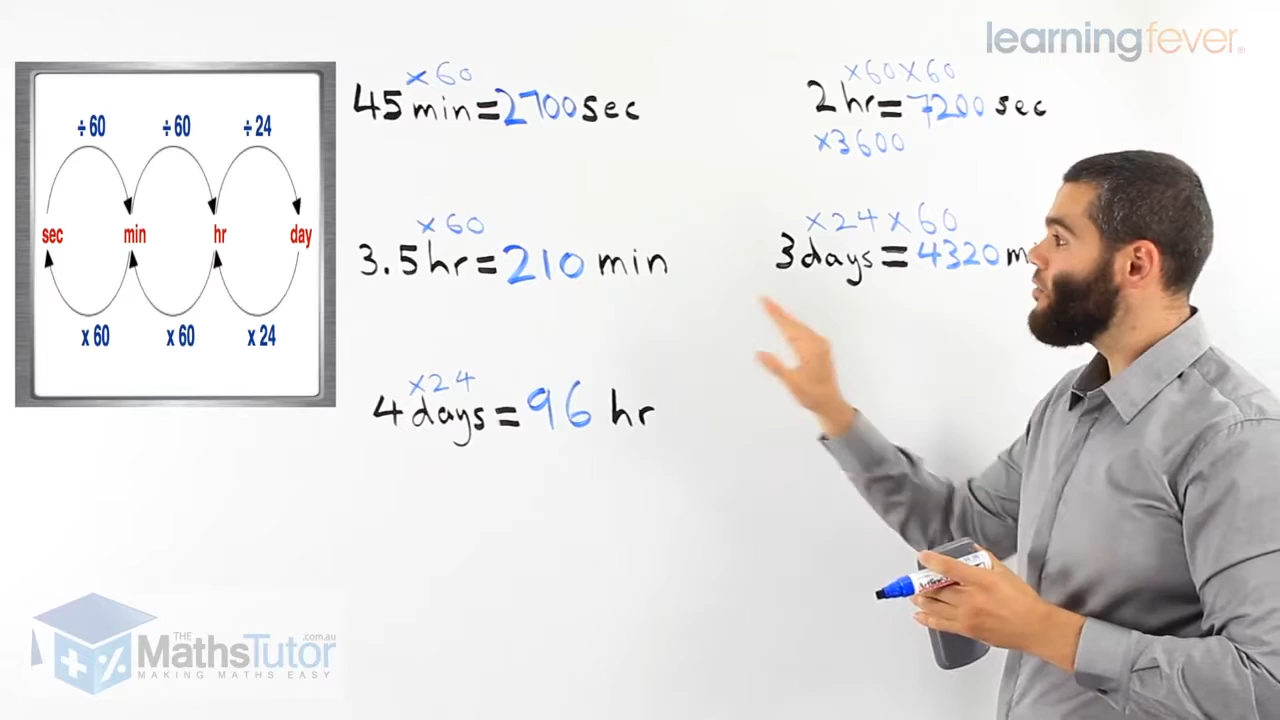 learningfever.
÷ 60 ÷ 60 ÷ 24
sec min hr day
x 60 x 60 x 24
×60
45 min = 2700 sec
×60
3.5 hr = 210 min
×24
4 days = 96 hr
×60×60
2 hr = 7200 sec
×3600
×24×60
3 days = 4320 m
THE MathsTutor .com.au
MAKING MATHS EASY